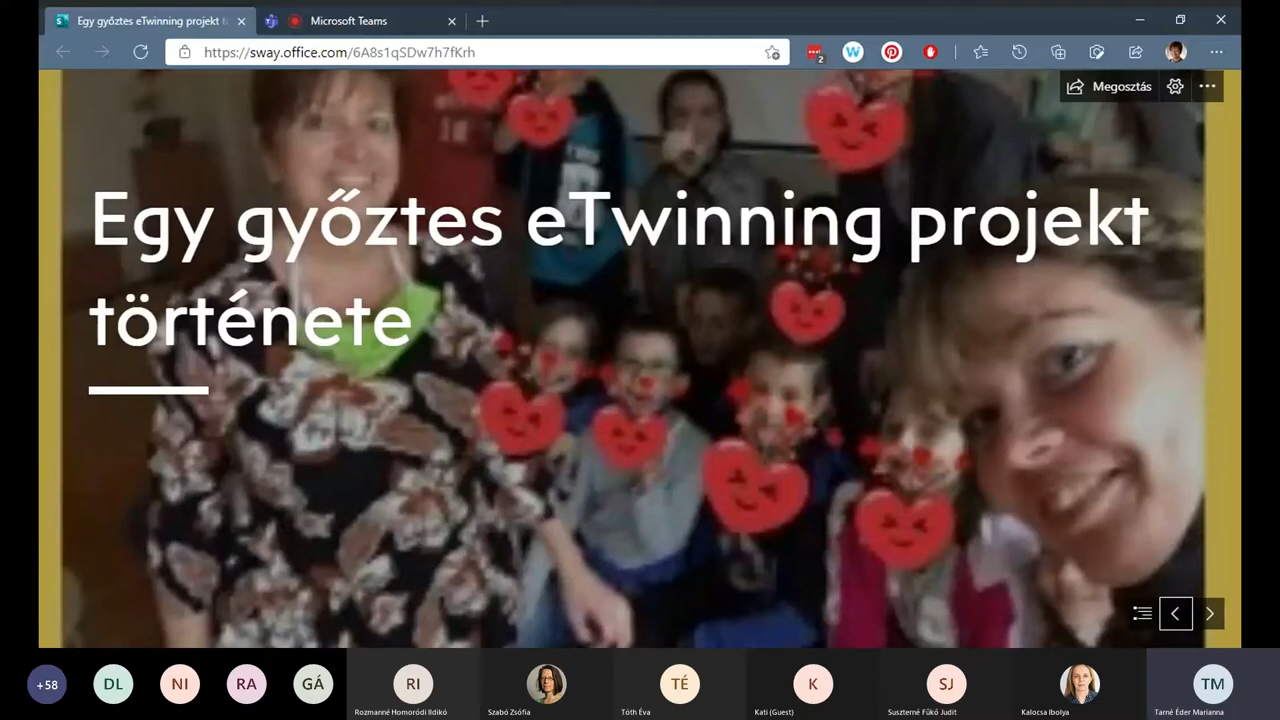 Egy győztes eTwinning projekt t
Microsoft Teams
https://sway.office.com/6A8s1qSDw7h7fKrh
2
Megosztás
Egy győztes eTwinning projekt
története
+58
DL
NI
RA
GÁ
RI
TÉ
K
SJ
TM
Rozmanné Homoródi Ildikó
Szabó Zsófia
Tóth Éva
Kati (Guest)
Suszterné Fűkő Judit
Kalocsa Ibolya
Tarné Éder Marianna